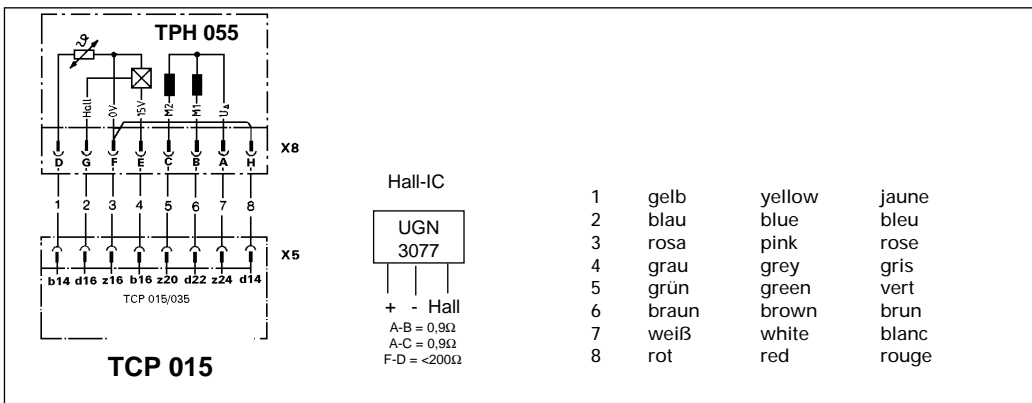 TPH 055
ϑ
Hall
0V
15V
M2
M1
U
D G F E C B A H
X8
1 2 3 4 5 6 7 8
X5
b14 d16 z16 b16 z20 d22 z24 d14
TCP 015/035
TCP 015
Hall-IC
UGN
3077
+ - Hall
A-B = 0,9Ω
A-C = 0,9Ω
F-D = <200Ω
1 gelb yellow jaune
2 blau blue bleu
3 rosa pink rose
4 grau grey gris
5 grün green vert
6 braun brown brun
7 weiß white blanc
8 rot red rouge